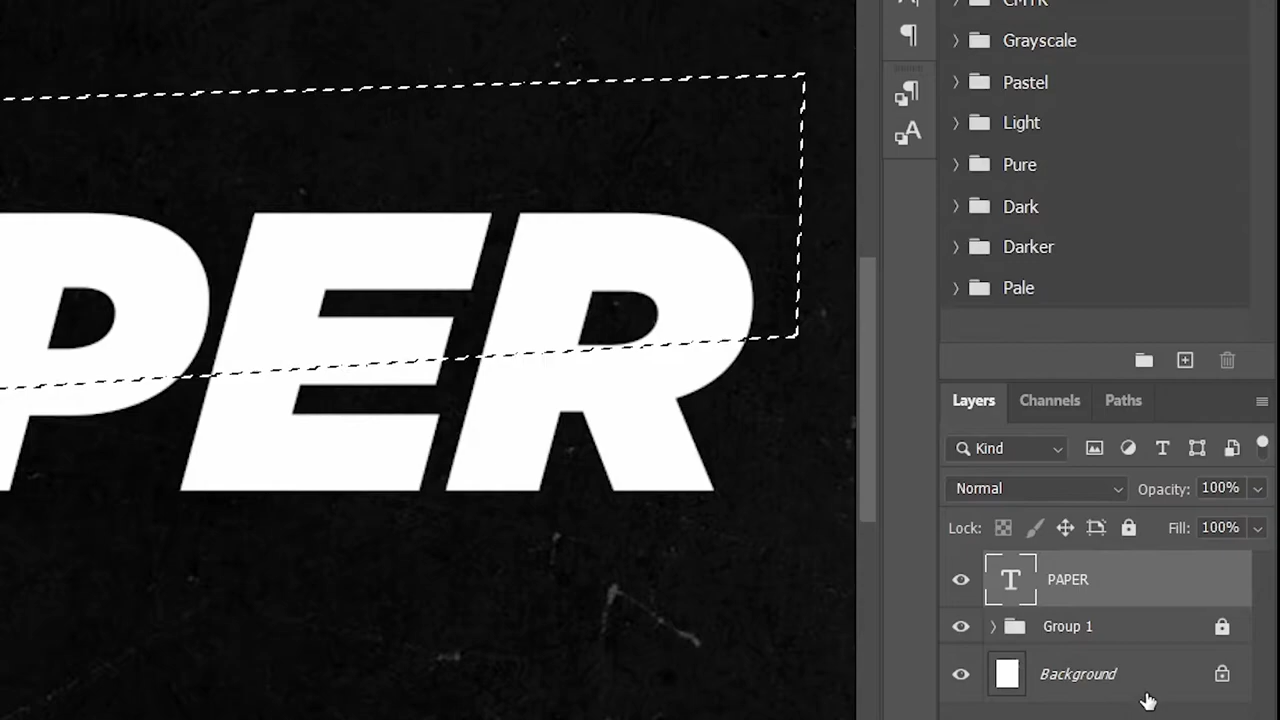 CMYK
Grayscale
Pastel
Light
Pure
Dark
Darker
Pale
PER
Layers Channels Paths
Kind
Normal Opacity: 100%
Lock: Fill: 100%
T PAPER
Group 1
Background